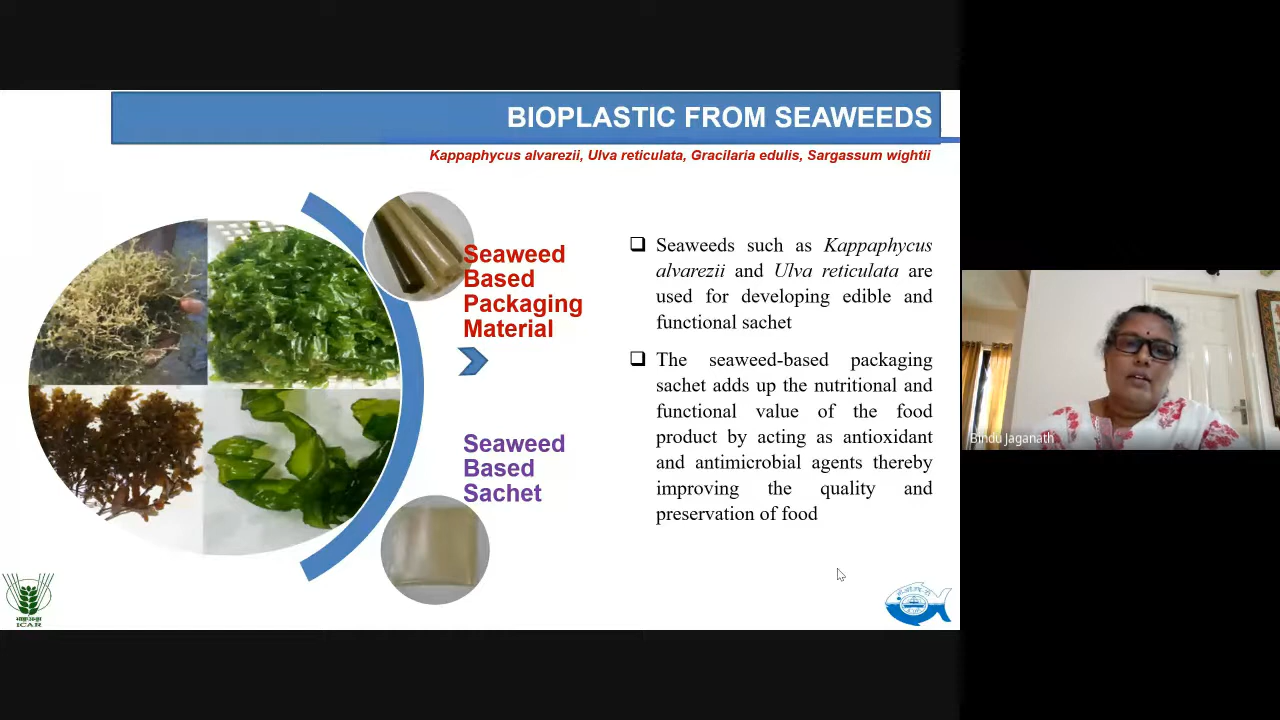 BIOPLASTIC FROM SEAWEEDS
Kappaphycus alvarezii, Ulva reticulata, Gracilaria edulis, Sargassum wightii
Seaweed
Based
Packaging
Material
Seaweed
Based
Sachet
❑ Seaweeds such as Kappaphycus
alvarezii and Ulva reticulata are
used for developing edible and
functional sachet
❑ The seaweed-based packaging
sachet adds up the nutritional and
functional value of the food
product by acting as antioxidant
and antimicrobial agents thereby
improving the quality and
preservation of food
ICAR
Bindu Jaganath